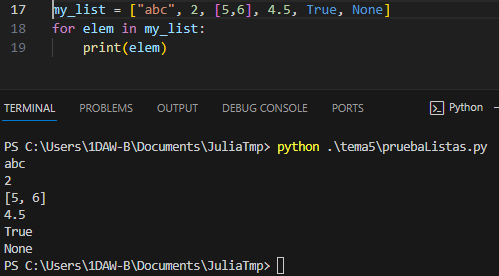 17 my_list = ["abc", 2, [5,6], 4.5, True, None]
18 for elem in my_list:
19     print(elem)
TERMINAL PROBLEMS OUTPUT DEBUG CONSOLE PORTS Python
PS C:\Users\1DAW-B\Documents\JuliaTmp> python .\tema5\pruebaListas.py
abc
2
[5, 6]
4.5
True
None
PS C:\Users\1DAW-B\Documents\JuliaTmp>